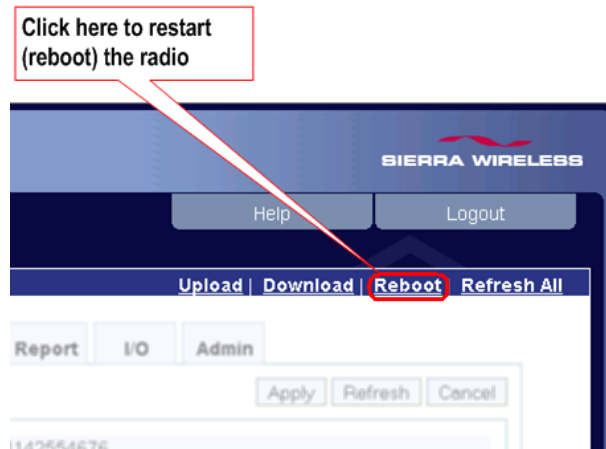 Click here to restart
(reboot) the radio
SIERRA WIRELESS
Help Logout
Upload | Download | Reboot Refresh All
Report I/O Admin
Apply Refresh Cancel